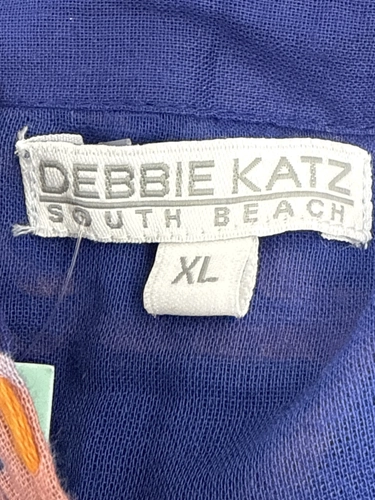 DEBBIE KATZ
SOUTH BEACH
XL